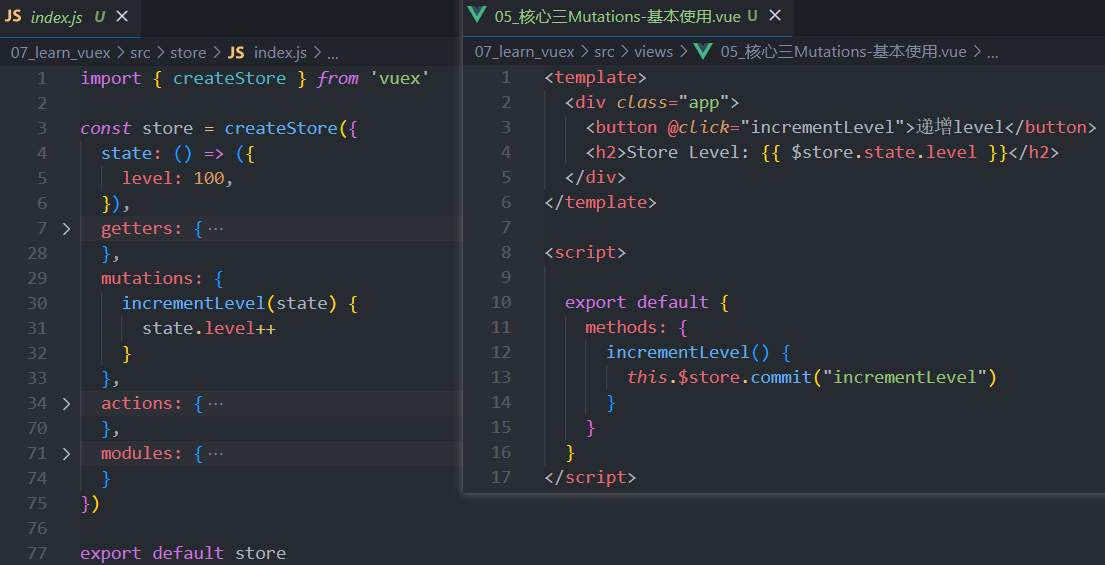 JS index.js U ×
07_learn_vuex > src > store > JS index.js > ...
1 import { createStore } from 'vuex'
2
3 const store = createStore({
4 state: () => ({
5 level: 100,
6 }),
7 getters: { ...
28 },
29 mutations: {
30 incrementLevel(state) {
31 state.level++
32 }
33 },
34 actions: { ...
70 },
71 modules: { ...
74 }
75 })
76
77 export default store
05_核心三Mutations-基本使用.vue U ×
07_learn_vuex > src > views > 05_核心三Mutations-基本使用.vue > ...
1 <template>
2 <div class="app">
3 <button @click="incrementLevel">递增level</button>
4 <h2>Store Level: {{ $store.state.level }}</h2>
5 </div>
6 </template>
7
8 <script>
9
10 export default {
11 methods: {
12 incrementLevel() {
13 this.$store.commit("incrementLevel")
14 }
15 }
16 }
17 </script>